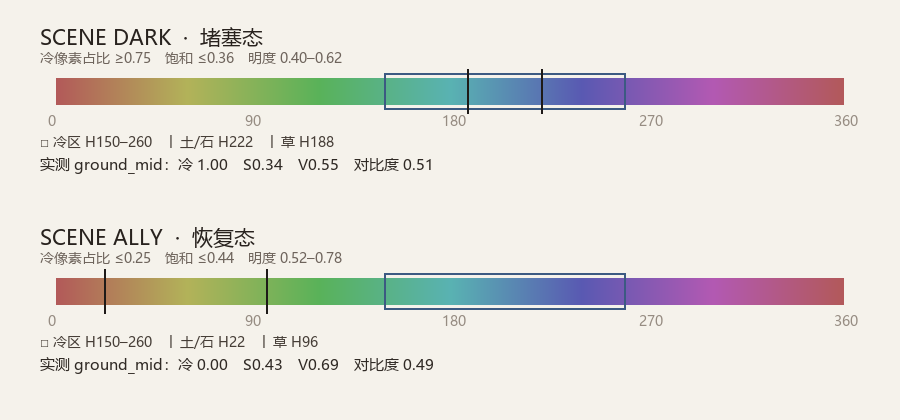 SCENE DARK · 堵塞态
冷像素占比 ≥0.75 饱和 ≤0.36 明度 0.40–0.62
0 90 180 270 360
□ 冷区 H150–260 | 土/石 H222 | 草 H188
实测 ground_mid: 冷 1.00 S0.34 V0.55 对比度 0.51
SCENE ALLY · 恢复态
冷像素占比 ≤0.25 饱和 ≤0.44 明度 0.52–0.78
0 90 180 270 360
□ 冷区 H150–260 | 土/石 H22 | 草 H96
实测 ground_mid: 冷 0.00 S0.43 V0.69 对比度 0.49